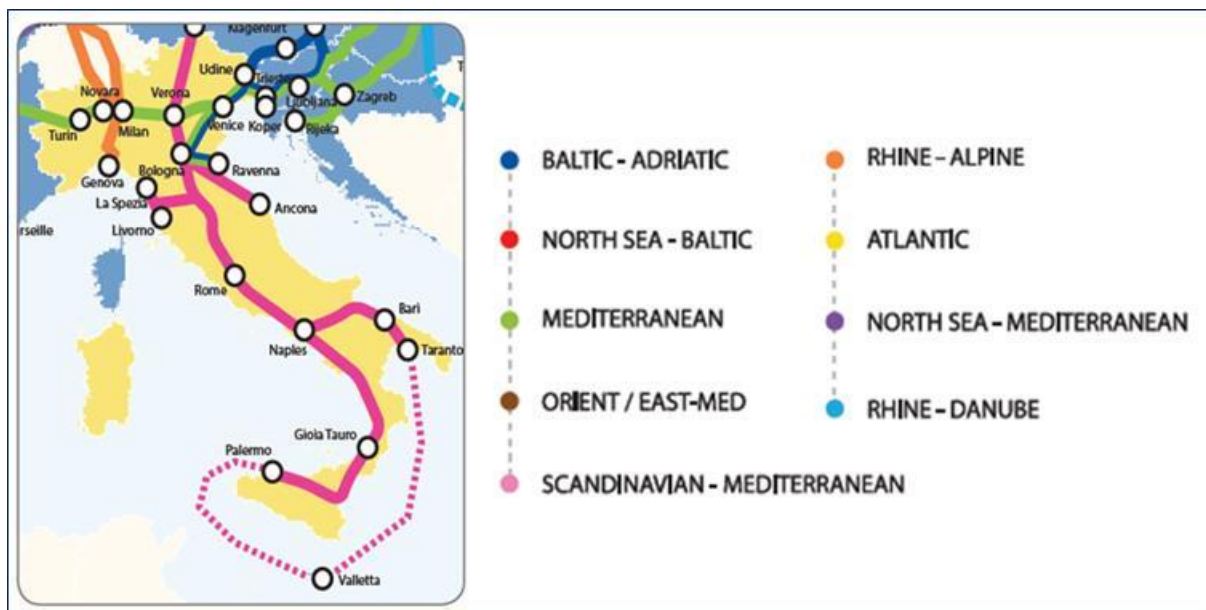 Klagenfurt
Udine
Trieste
Novara
Verona
Ljubljana
Zagreb
Turin
Milan
Venice
Koper
Rijeka
Genova
Bologna
Ravenna
La Spezia
Ancona
arseille
Livorno
Rome
Bari
Naples
Taranto
Gioia Tauro
Palermo
Valletta
BALTIC - ADRIATIC
NORTH SEA - BALTIC
MEDITERRANEAN
ORIENT / EAST-MED
SCANDINAVIAN - MEDITERRANEAN
RHINE - ALPINE
ATLANTIC
NORTH SEA - MEDITERRANEAN
RHINE - DANUBE